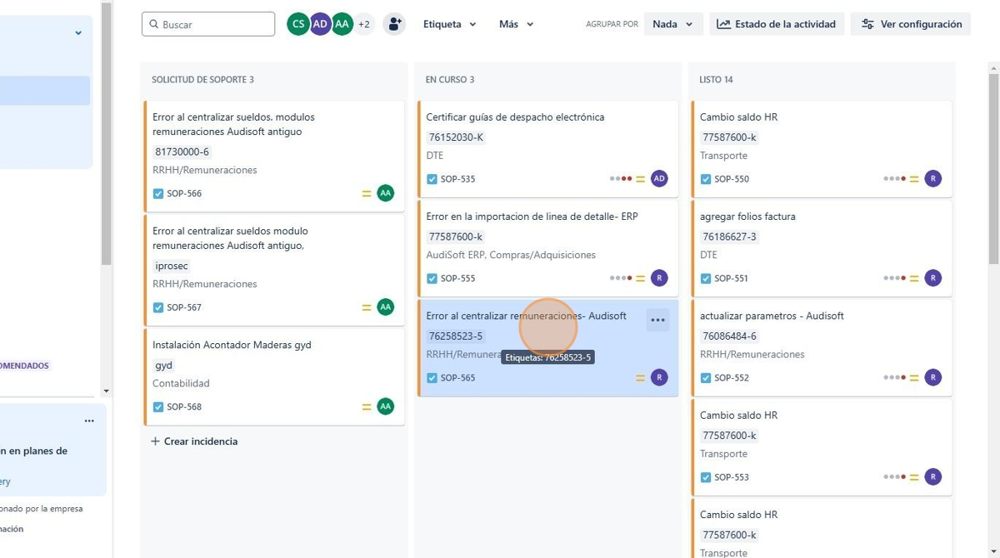 Buscar
CS AD AA +2
Etiqueta
Más
AGRUPAR POR
Nada
Estado de la actividad
Ver configuración
OMENDADOS
n en planes de
ery
onado por la empresa
nación
SOLICITUD DE SOPORTE 3
Error al centralizar sueldos. modulos
remuneraciones Audisoft antiguo
81730000-6
RRHH/Remuneraciones
SOP-566 AA
Error al centralizar sueldos modulo
remuneraciones Audisoft antiguo,
iprosec
RRHH/Remuneraciones
SOP-567 AA
Instalación Acontador Maderas gyd
gyd
Contabilidad
SOP-568 AA
+ Crear incidencia
EN CURSO 3
Certificar guías de despacho electrónica
76152030-K
DTE
SOP-535 AD
Error en la importacion de linea de detalle- ERP
77587600-k
AudiSoft ERP, Compras/Adquisiciones
SOP-555 R
Error al centralizar remuneraciones- Audisoft
76258523-5
RRHH/Remunera
Etiquetas: 76258523-5
SOP-565 R
LISTO 14
Cambio saldo HR
77587600-k
Transporte
SOP-550 R
agregar folios factura
76186627-3
DTE
SOP-551 R
actualizar parametros - Audisoft
76086484-6
RRHH/Remuneraciones
SOP-552 R
Cambio saldo HR
77587600-k
Transporte
SOP-553 R
Cambio saldo HR
77587600-k
Transporte